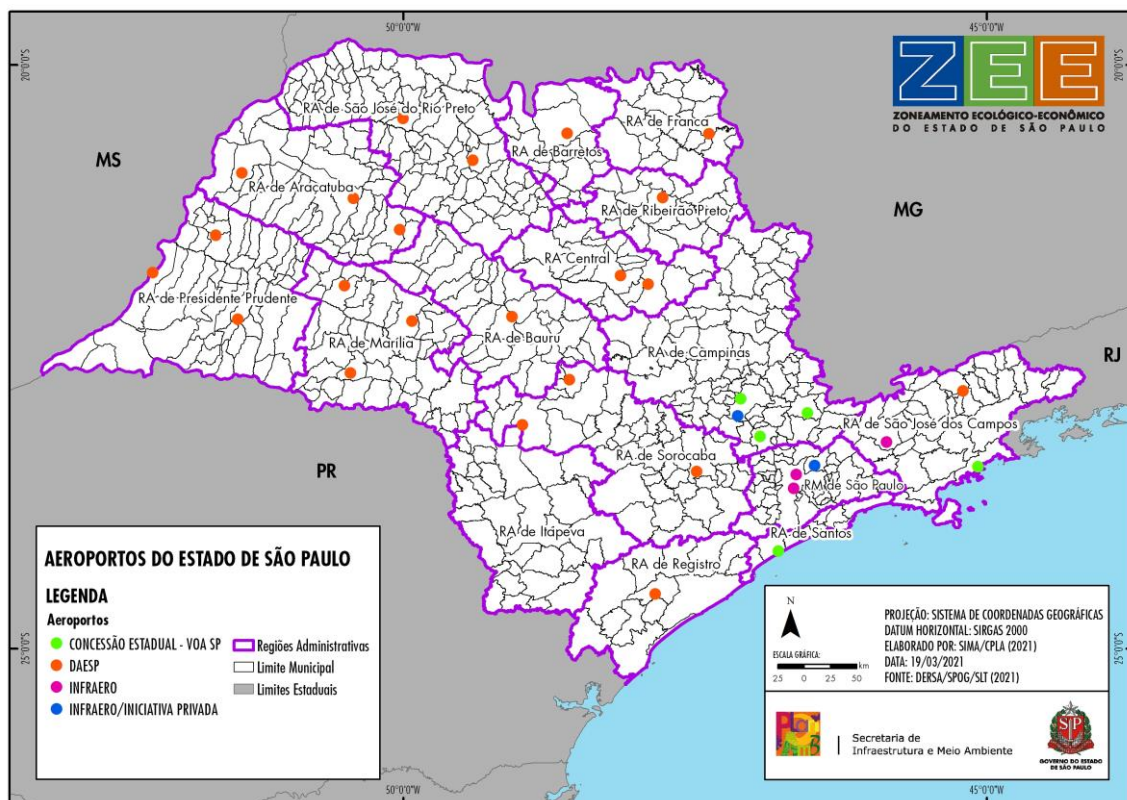 50°0'0"W
45°0'0"W
20°0'0"S
20°0'0"S
ZEE
ZONEAMENTO ECOLÓGICO-ECONÔMICO
DO ESTADO DE SÃO PAULO
RA de São José do Rio Preto
RA de Franca
RA de Barretos
MS
RA de Araçatuba
MG
RA de Ribeirão Preto
RA Central
RA de Presidente Prudente
RA de Marília
RA de Bauru
RA de Campinas
RJ
RA de São José dos Campos
PR
RA de Sorocaba
RM de São Paulo
RA de Itapeva
RA de Santos
RA de Registro
AEROPORTOS DO ESTADO DE SÃO PAULO
LEGENDA
Aeroportos
CONCESSÃO ESTADUAL - VOA SP
DAESP
INFRAERO
INFRAERO/INICIATIVA PRIVADA
Regiões Administrativas
Limite Municipal
Limites Estaduais
N
ESCALA GRÁFICA:
25 0 25 50 km
PROJEÇÃO: SISTEMA DE COORDENADAS GEOGRÁFICAS
DATUM HORIZONTAL: SIRGAS 2000
ELABORADO POR: SIMA/CPLA (2021)
DATA: 19/03/2021
FONTE: DERSA/SPOG/SLT (2021)
25°0'0"S
25°0'0"S
Secretaria de
Infraestrutura e Meio Ambiente
SP
GOVERNO DO ESTADO
DE SÃO PAULO
50°0'0"W
45°0'0"W